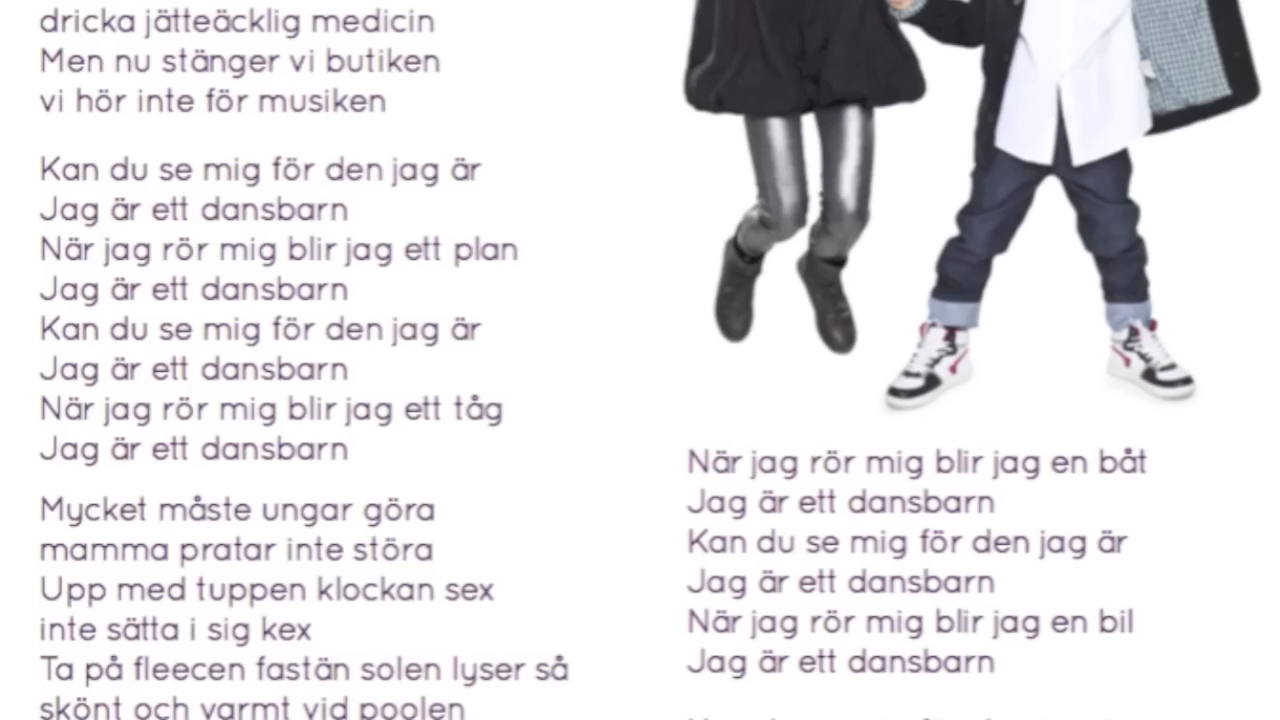 dricka jätteäcklig medicin
Men nu stänger vi butiken
vi hör inte för musiken
Kan du se mig för den jag är
Jag är ett dansbarn
När jag rör mig blir jag ett plan
Jag är ett dansbarn
Kan du se mig för den jag är
Jag är ett dansbarn
När jag rör mig blir jag ett tåg
Jag är ett dansbarn
Mycket måste ungar göra
mamma pratar inte störa
Upp med tuppen klockan sex
inte sätta i sig kex
Ta på fleecen fastän solen lyser så
skönt och varmt vid poolen
När jag rör mig blir jag en båt
Jag är ett dansbarn
Kan du se mig för den jag är
Jag är ett dansbarn
När jag rör mig blir jag en bil
Jag är ett dansbarn